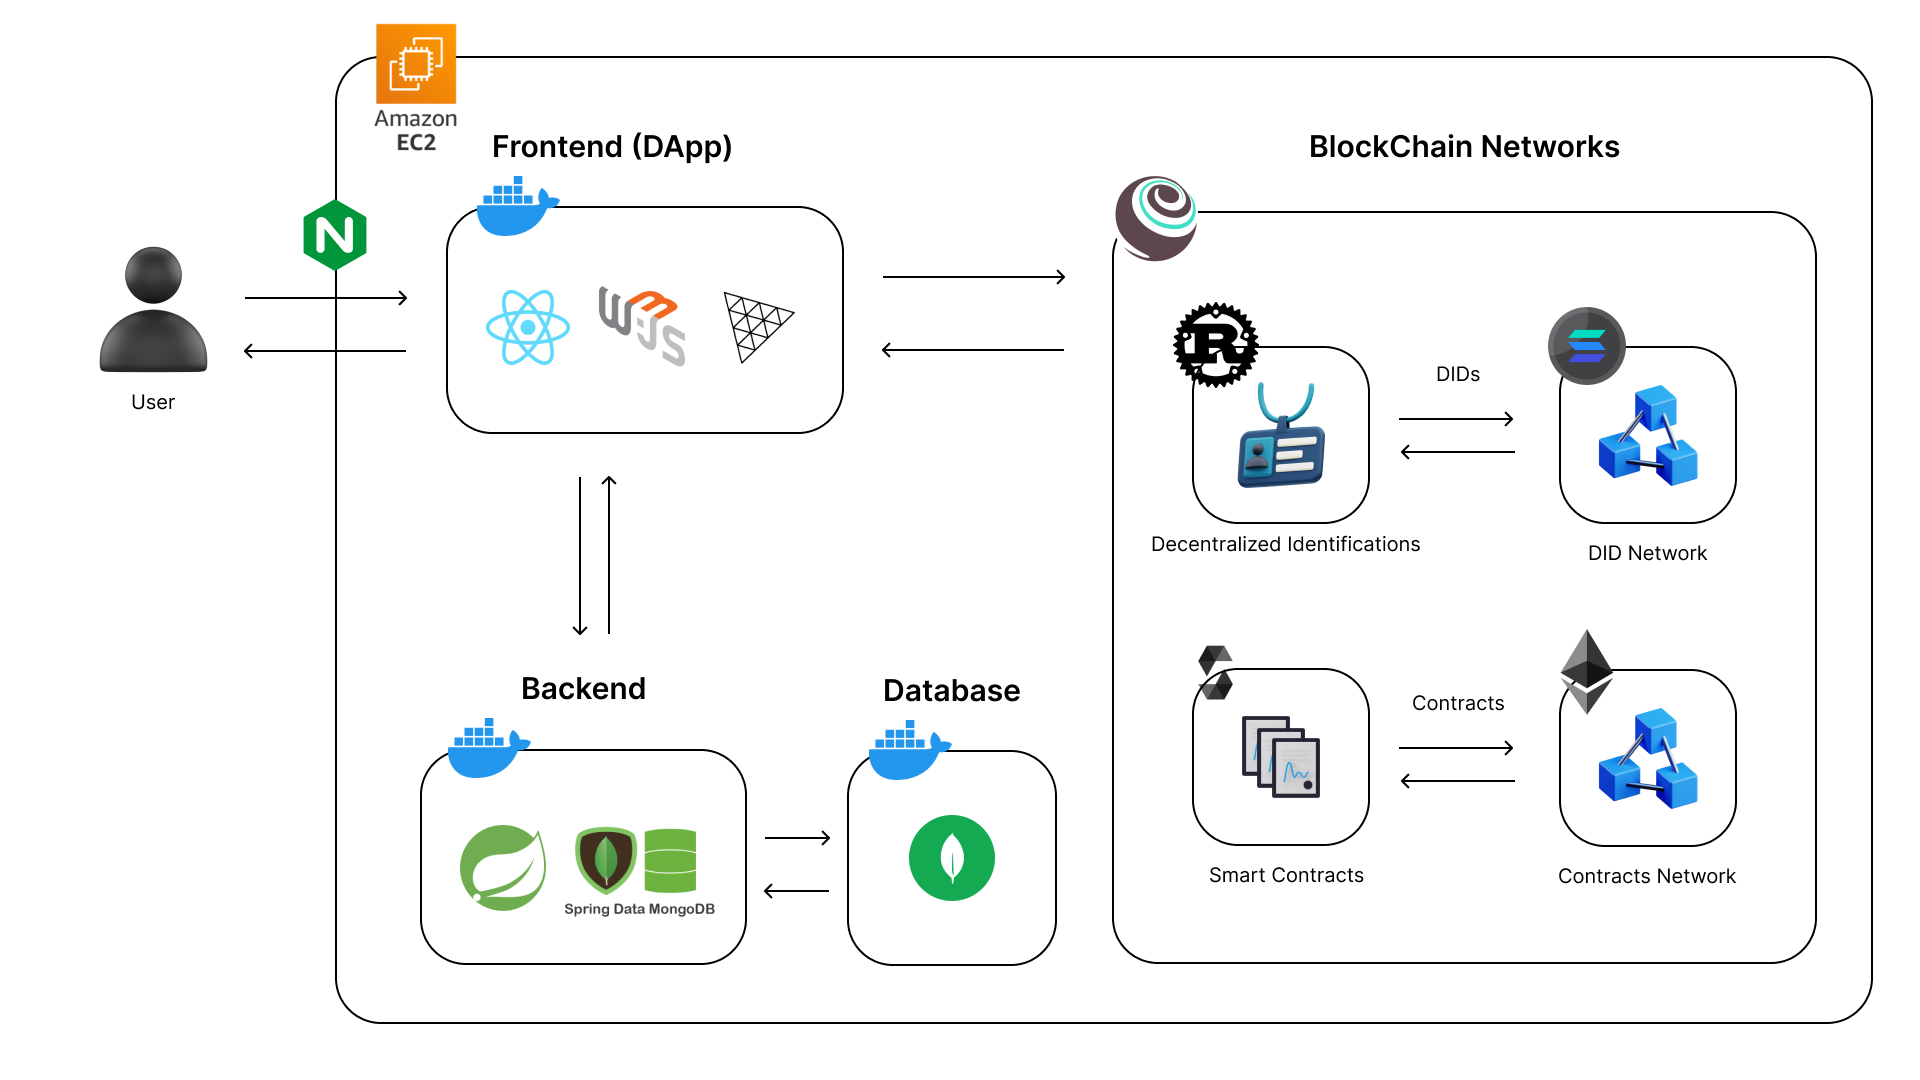 Amazon
EC2
Frontend (DApp)
BlockChain Networks
N
W3JS
R
User
DIDs
Decentralized Identifications
DID Network
Backend
Database
Contracts
Spring Data MongoDB
Smart Contracts
Contracts Network